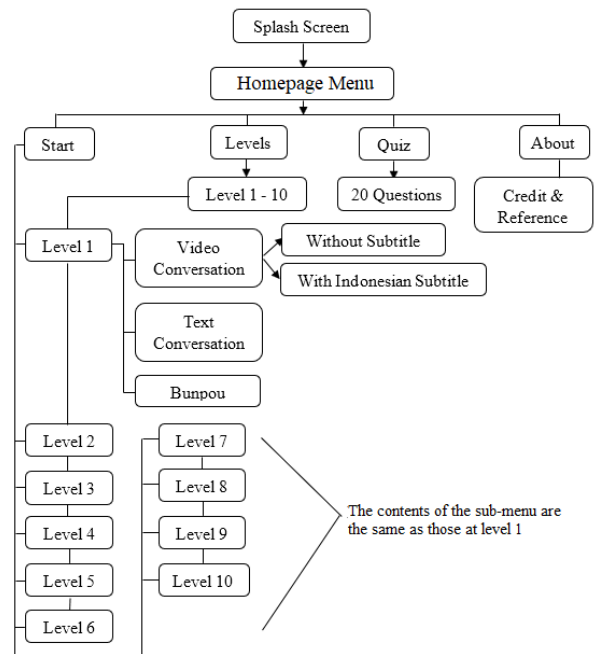 Splash Screen
Homepage Menu
Start
Levels
Quiz
About
Level 1 - 10
20 Questions
Credit &
Reference
Level 1
Video
Conversation
Without Subtitle
With Indonesian Subtitle
Text
Conversation
Bunpou
Level 2
Level 3
Level 4
Level 5
Level 6
Level 7
Level 8
Level 9
Level 10
The contents of the sub-menu are
the same as those at level 1